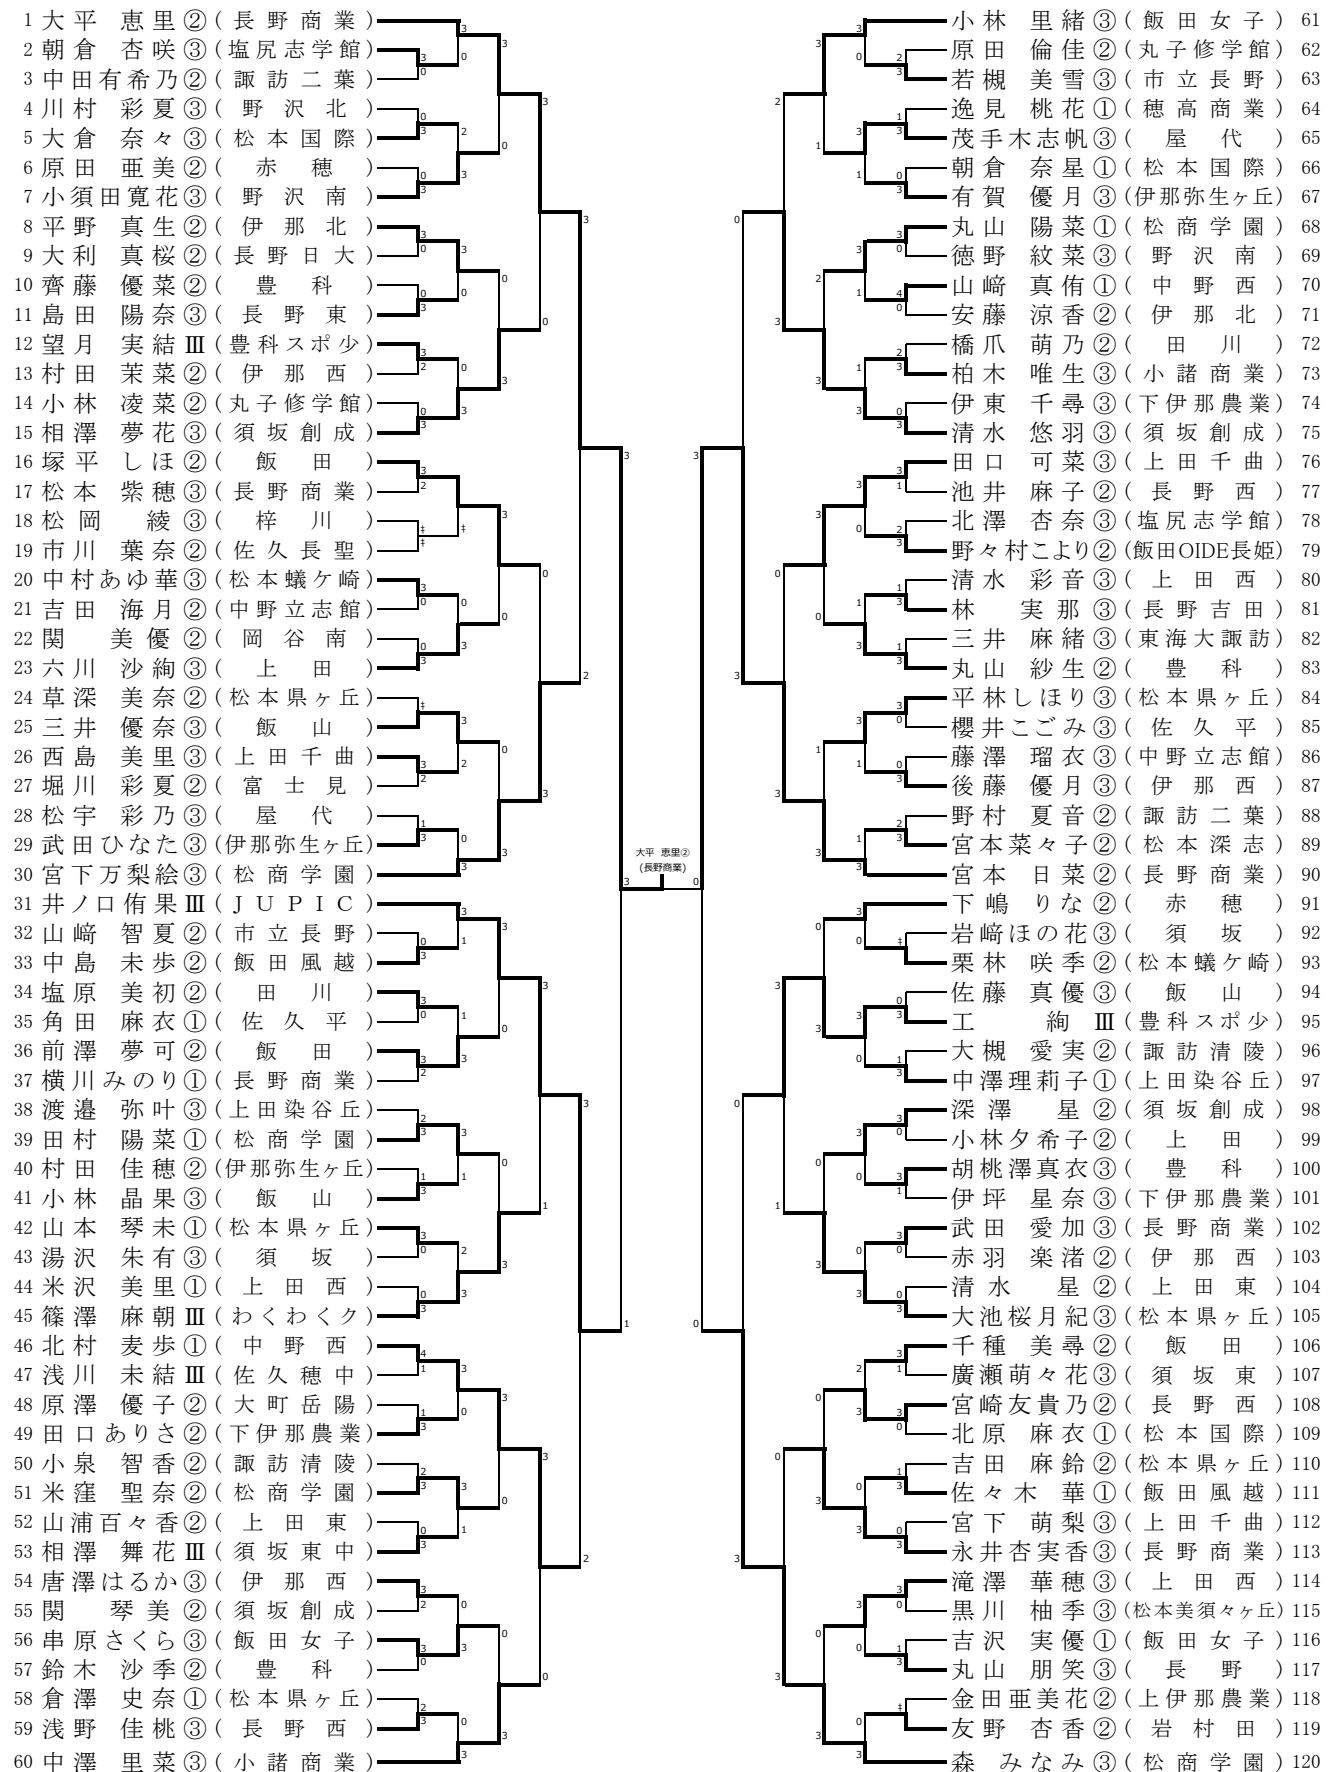 1 大平 恵里②(長野商業)
2 朝倉 杏咲③(塩尻志学館)
3 中田有希乃②(諏訪二葉)
4 川村 彩夏③(野沢北)
5 大倉 奈々③(松本国際)
6 原田 亜美②(赤穂)
7 小須田寛花③(野沢南)
8 平野 真生②(伊那北)
9 大利 真桜②(長野日大)
10 齊藤 優菜②(豊科)
11 島田 陽奈③(長野東)
12 望月 実結Ⅲ(豊科スポ少)
13 村田 茉菜②(伊那西)
14 小林 凌菜②(丸子修学館)
15 相澤 夢花③(須坂創成)
16 塚平 しほ②(飯田)
17 松本 紫穂③(長野商業)
18 松岡 綾③(梓川)
19 市川 葉奈②(佐久長聖)
20 中村あゆ華③(松本蟻ケ崎)
21 吉田 海月②(中野立志館)
22 関 美優②(岡谷南)
23 六川 沙絢③(上田)
24 草深 美奈②(松本県ヶ丘)
25 三井 優奈③(飯山)
26 西島 美里③(上田千曲)
27 堀川 彩夏②(富士見)
28 松宇 彩乃③(屋代)
29 武田ひなた③(伊那弥生ヶ丘)
30 宮下万梨絵③(松商学園)
31 井ノ口侑果Ⅲ(JUPIC)
32 山﨑 智夏②(市立長野)
33 中島 未歩②(飯田風越)
34 塩原 美初②(田川)
35 角田 麻衣①(佐久平)
36 前澤 夢可②(飯田)
37 横川みのり①(長野商業)
38 渡邉 弥叶③(上田染谷丘)
39 田村 陽菜①(松商学園)
40 村田 佳穂②(伊那弥生ヶ丘)
41 小林 晶果③(飯山)
42 山本 琴未①(松本県ヶ丘)
43 湯沢 朱有③(須坂)
44 米沢 美里①(上田西)
45 篠澤 麻朝Ⅲ(わくわくク)
46 北村 麦歩①(中野西)
47 浅川 未結Ⅲ(佐久穂中)
48 原澤 優子②(大町岳陽)
49 田口ありさ②(下伊那農業)
50 小泉 智香②(諏訪清陵)
51 米窪 聖奈②(松商学園)
52 山浦百々香②(上田東)
53 相澤 舞花Ⅲ(須坂東中)
54 唐澤はるか③(伊那西)
55 関 琴美②(須坂創成)
56 串原さくら③(飯田女子)
57 鈴木 沙季②(豊科)
58 倉澤 史奈①(松本県ヶ丘)
59 浅野 佳桃③(長野西)
60 中澤 里菜③(小諸商業)
大平 恵里②
(長野商業)
小林 里緒③(飯田女子) 61
原田 倫佳②(丸子修学館) 62
若槻 美雪③(市立長野) 63
逸見 桃花①(穂高商業) 64
茂手木志帆③(屋代) 65
朝倉 奈星①(松本国際) 66
有賀 優月③(伊那弥生ヶ丘) 67
丸山 陽菜①(松商学園) 68
徳野 紋菜③(野沢南) 69
山﨑 真侑①(中野西) 70
安藤 涼香②(伊那北) 71
橋爪 萌乃②(田川) 72
柏木 唯生③(小諸商業) 73
伊東 千尋③(下伊那農業) 74
清水 悠羽③(須坂創成) 75
田口 可菜③(上田千曲) 76
池井 麻子②(長野西) 77
北澤 杏奈③(塩尻志学館) 78
野々村こより②(飯田OIDE長姫) 79
清水 彩音③(上田西) 80
林 実那③(長野吉田) 81
三井 麻緒③(東海大諏訪) 82
丸山 紗生②(豊科) 83
平林しほり③(松本県ヶ丘) 84
櫻井こごみ③(佐久平) 85
藤澤 瑠衣③(中野立志館) 86
後藤 優月③(伊那西) 87
野村 夏音②(諏訪二葉) 88
宮本菜々子②(松本深志) 89
宮本 日菜②(長野商業) 90
下嶋 りな②(赤穂) 91
岩﨑ほの花③(須坂) 92
栗林 咲季②(松本蟻ケ崎) 93
佐藤 真優③(飯山) 94
工 絢Ⅲ(豊科スポ少) 95
大槻 愛実②(諏訪清陵) 96
中澤理莉子①(上田染谷丘) 97
深澤 星②(須坂創成) 98
小林夕希子②(上田) 99
胡桃澤真衣③(豊科) 100
伊坪 星奈③(下伊那農業) 101
武田 愛加③(長野商業) 102
赤羽 楽渚②(伊那西) 103
清水 星②(上田東) 104
大池桜月紀③(松本県ヶ丘) 105
千種 美尋②(飯田) 106
廣瀬萌々花③(須坂東) 107
宮崎友貴乃②(長野西) 108
北原 麻衣①(松本国際) 109
吉田 麻鈴②(松本県ヶ丘) 110
佐々木 華①(飯田風越) 111
宮下 萌梨③(上田千曲) 112
永井杏実香③(長野商業) 113
滝澤 華穂③(上田西) 114
黒川 柚季③(松本美須々ヶ丘) 115
吉沢 実優①(飯田女子) 116
丸山 朋笑③(長野) 117
金田亜美花②(上伊那農業) 118
友野 杏香②(岩村田) 119
森 みなみ③(松商学園) 120